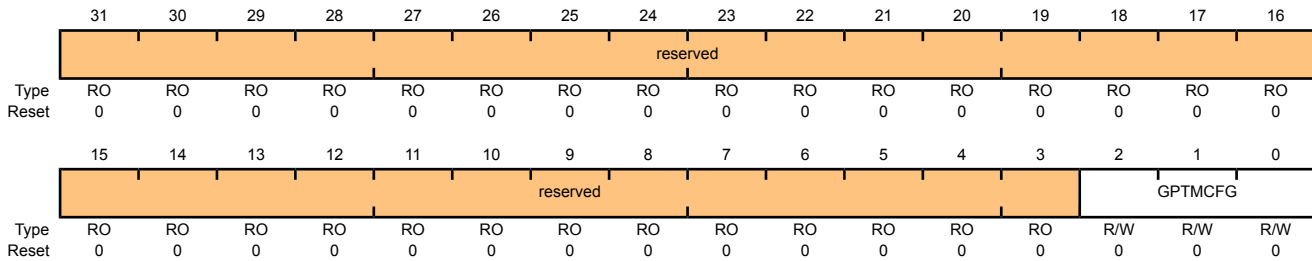 31 30 29 28 27 26 25 24 23 22 21 20 19 18 17 16
reserved
Type RO RO RO RO RO RO RO RO RO RO RO RO RO RO RO RO
Reset 0 0 0 0 0 0 0 0 0 0 0 0 0 0 0 0
15 14 13 12 11 10 9 8 7 6 5 4 3 2 1 0
reserved GPTMCFG
Type RO RO RO RO RO RO RO RO RO RO RO RO RO R/W R/W R/W
Reset 0 0 0 0 0 0 0 0 0 0 0 0 0 0 0 0